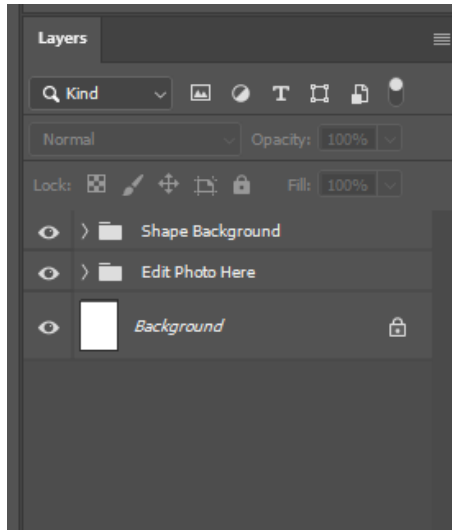 Layers
Kind
Normal Opacity: 100%
Lock: Fill: 100%
Shape Background
Edit Photo Here
Background